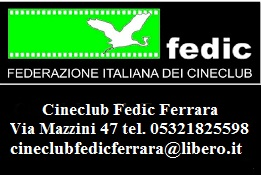 fedic
FEDERAZIONE ITALIANA DEI CINECLUB
Cineclub Fedic Ferrara
Via Mazzini 47 tel. 05321825598
cineclubfedicferrara@libero.it